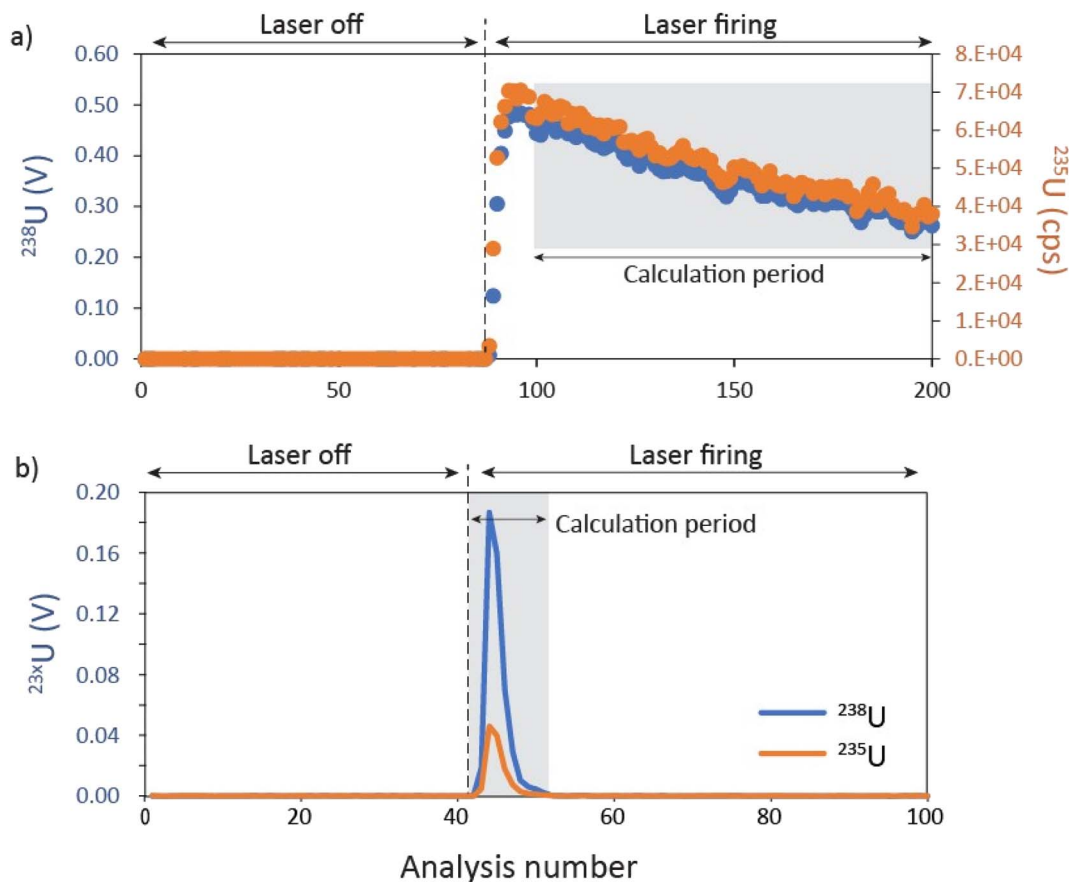 a)
Laser off
Laser firing
0.60
0.50
0.40
0.30
0.20
0.10
0.00
²³⁸U (V)
8.E+04
7.E+04
6.E+04
5.E+04
4.E+04
3.E+04
2.E+04
1.E+04
0.E+00
²³⁵U (cps)
Calculation period
0 50 100 150 200
b)
Laser off
Laser firing
0.20
0.16
0.12
0.08
0.04
0.00
²³ˣU (V)
Calculation period
²³⁸U
²³⁵U
0 20 40 60 80 100
Analysis number